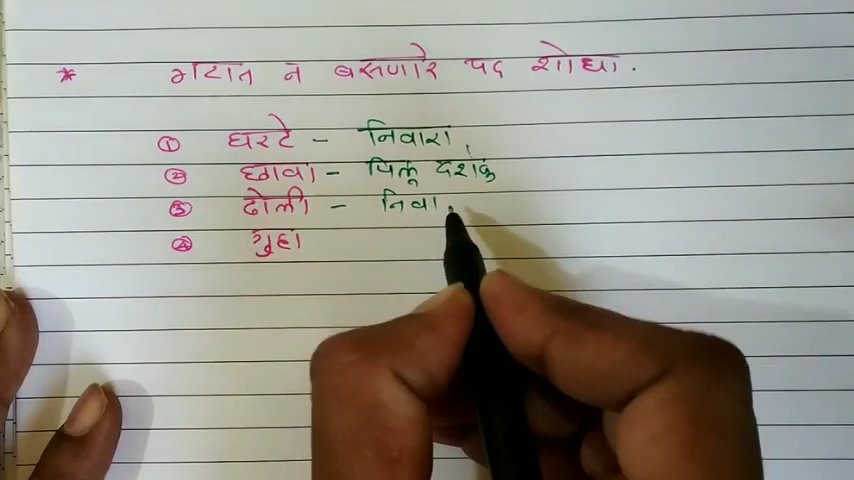 * गटात न बसणारे पद शोधा.
① घरटे - निवारा
② छावा - पिल्लू दर्शक
③ ढोली - निवा
④ गुहा